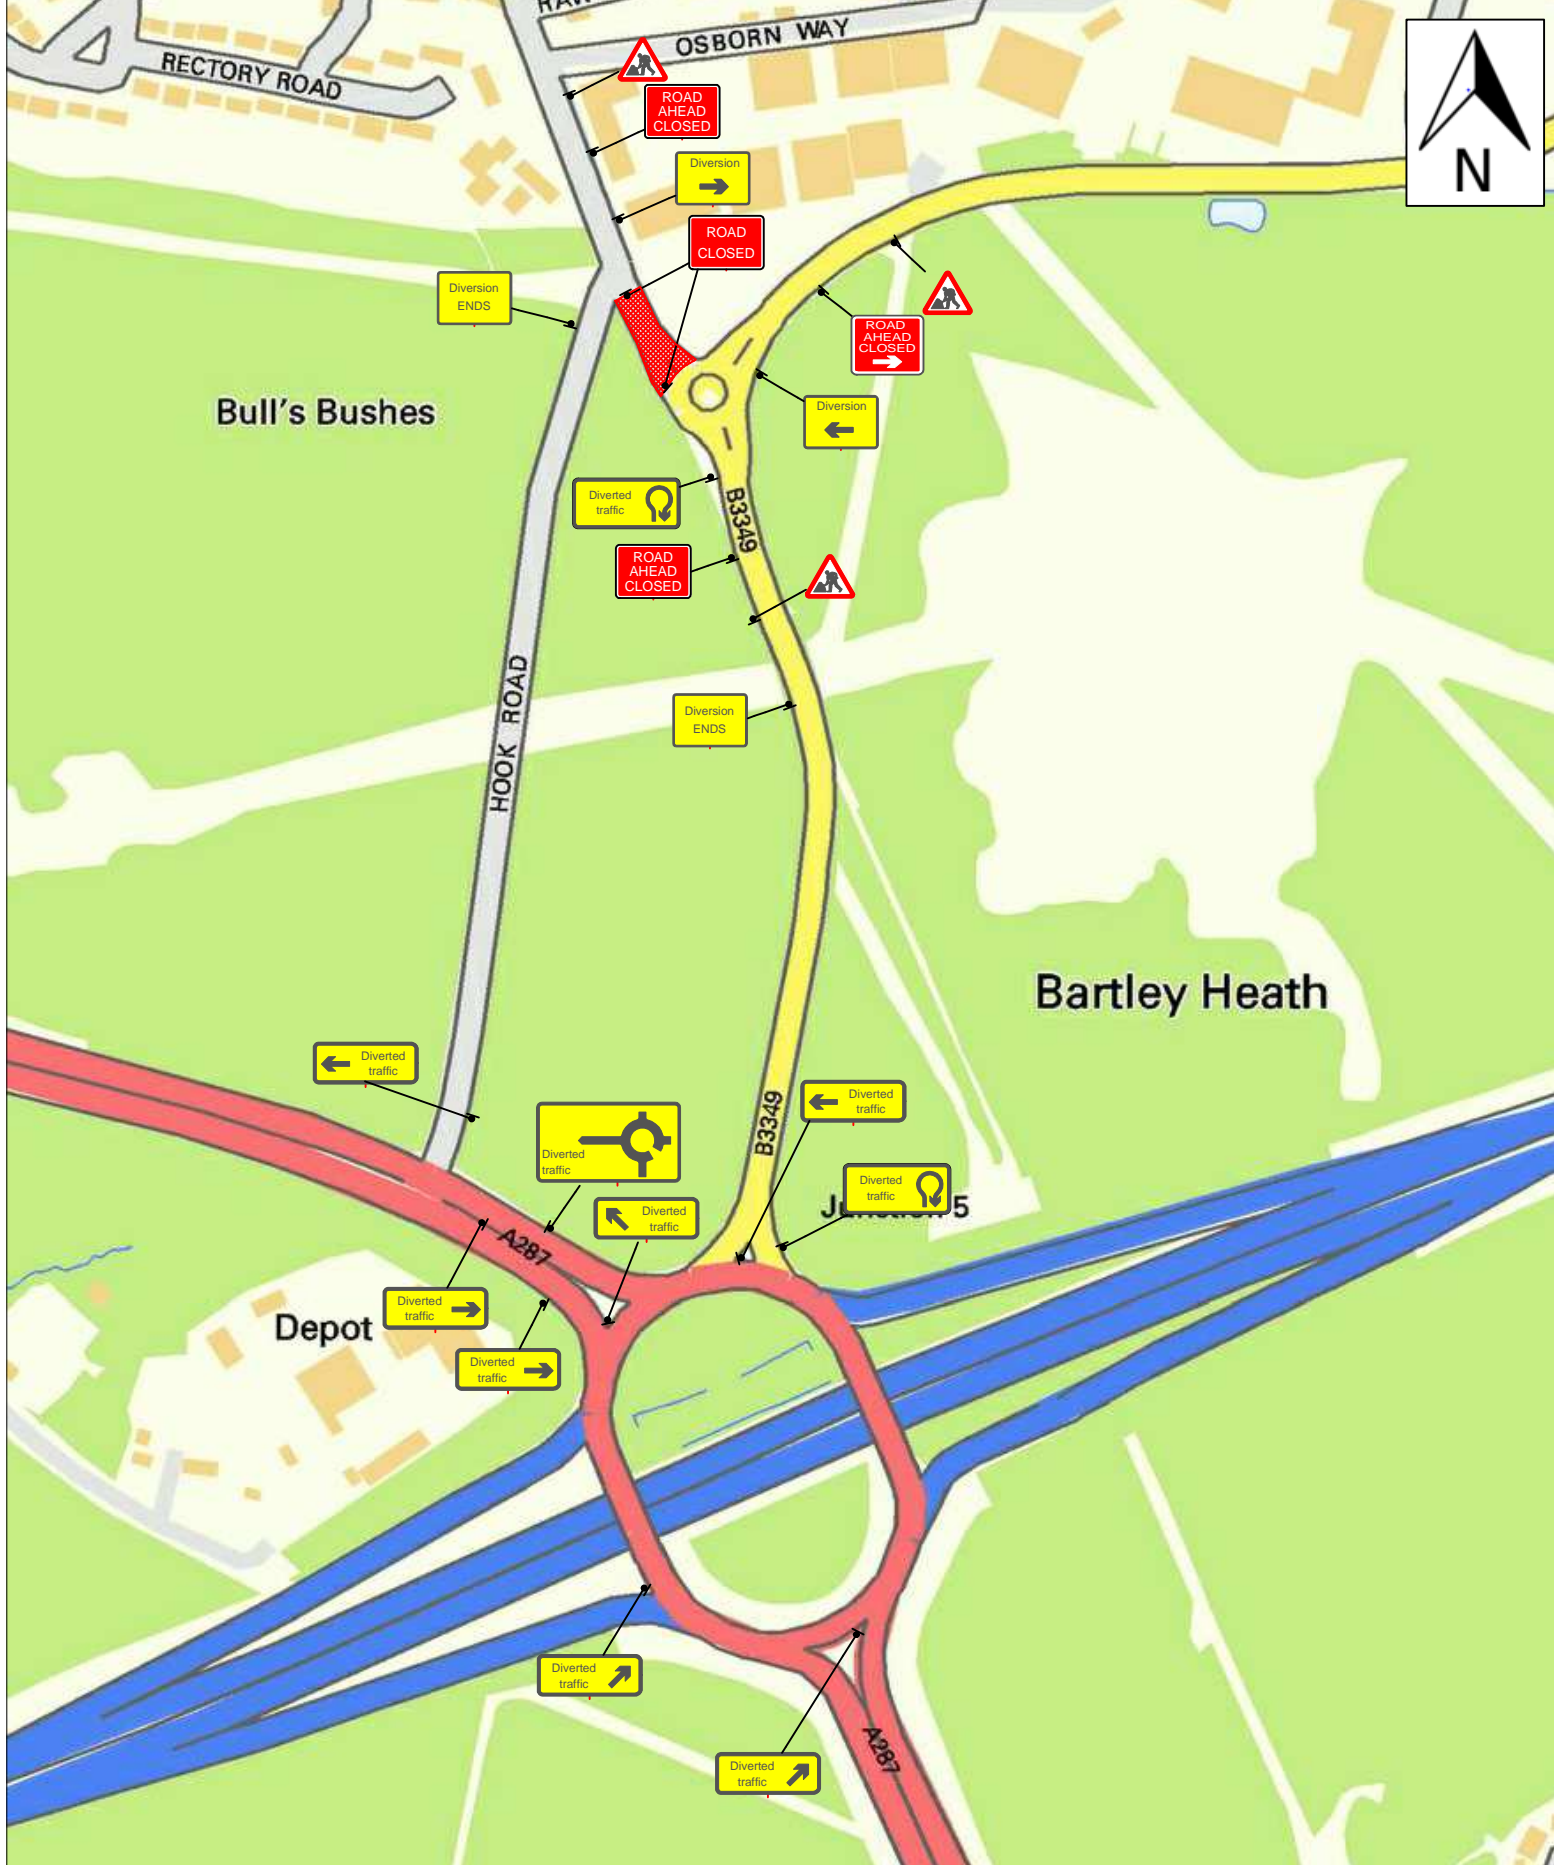 RECTORY ROAD
OSBORN WAY
ROAD
AHEAD
CLOSED
Diversion
ROAD
CLOSED
N
Diversion
ENDS
ROAD
AHEAD
CLOSED
Bull's Bushes
Diversion
Diverted
traffic
B3349
ROAD
AHEAD
CLOSED
HOOK ROAD
Diversion
ENDS
Bartley Heath
Diverted
traffic
Diverted
traffic
B3349
Diverted
traffic
Diverted
traffic
Junction 5
Diverted
traffic
A287
Depot
Diverted
traffic
Diverted
traffic
Diverted
traffic
Diverted
traffic
A287